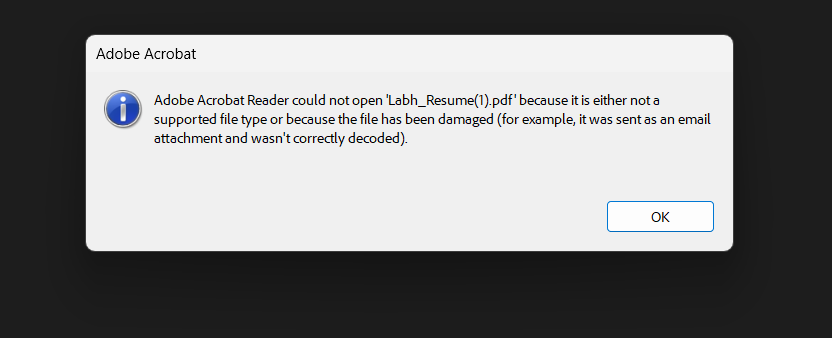 Adobe Acrobat
Adobe Acrobat Reader could not open 'Labh_Resume(1).pdf' because it is either not a
supported file type or because the file has been damaged (for example, it was sent as an email
attachment and wasn't correctly decoded).
OK